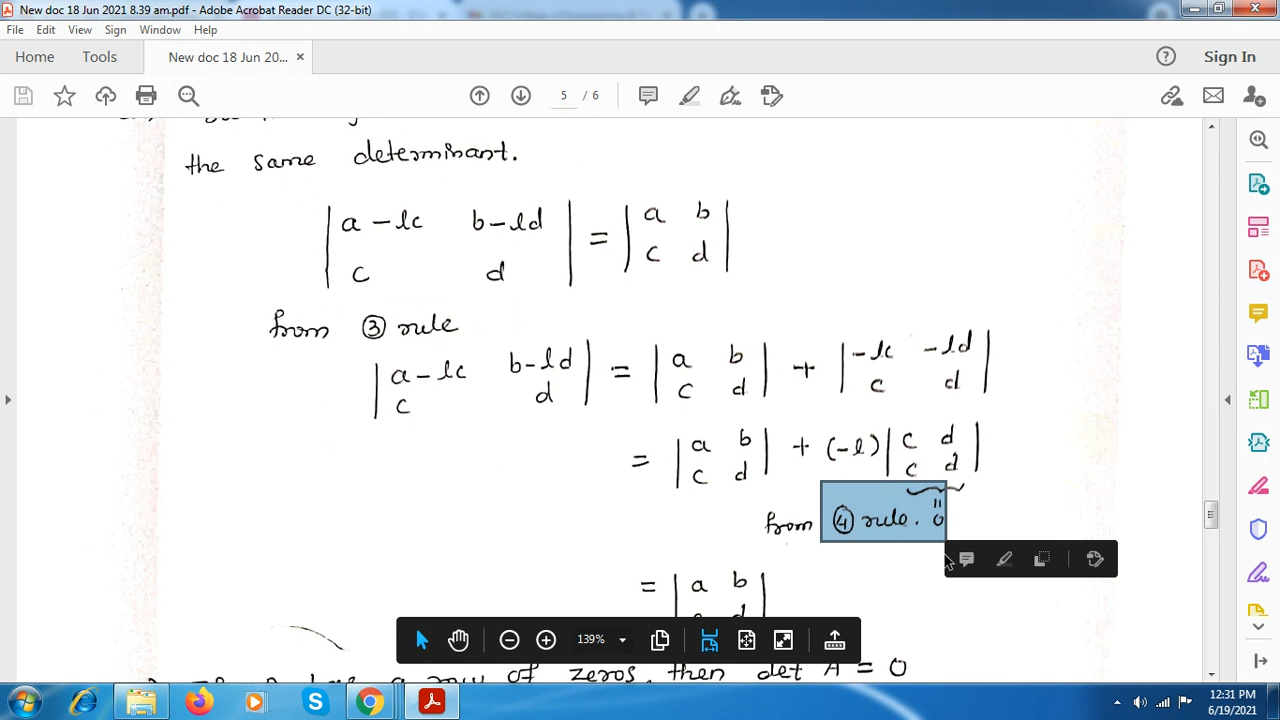 New doc 18 Jun 2021 8.39 am.pdf - Adobe Acrobat Reader DC (32-bit)
File Edit View Sign Window Help
Home Tools New doc 18 Jun 20... × Sign In
5 / 6
the same determinant.
| a - lc b - ld | = | a b |
| c d | | c d |
from ③ rule
| a - lc b - ld | = | a b | + | -lc -ld |
| c d | | c d | | c d |
= | a b | + (-l) | c d |
| c d | | c d |
from ④ rule. 0
= | a b |
139%
row of zeros, then det A = 0
12:31 PM
6/19/2021